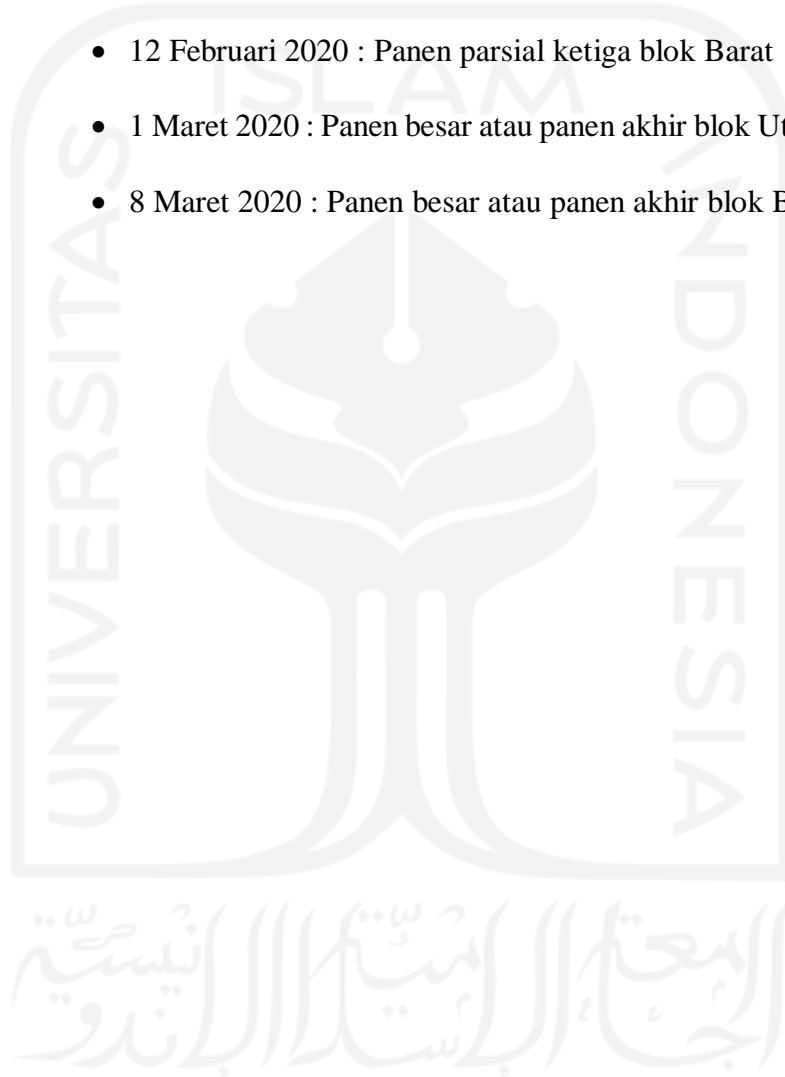 • 12 Februari 2020 : Panen parsial ketiga blok Barat
• 1 Maret 2020 : Panen besar atau panen akhir blok
• 8 Maret 2020 : Panen besar atau panen akhir blok
ISLAM
UNIVERSITAS
INDONESIA